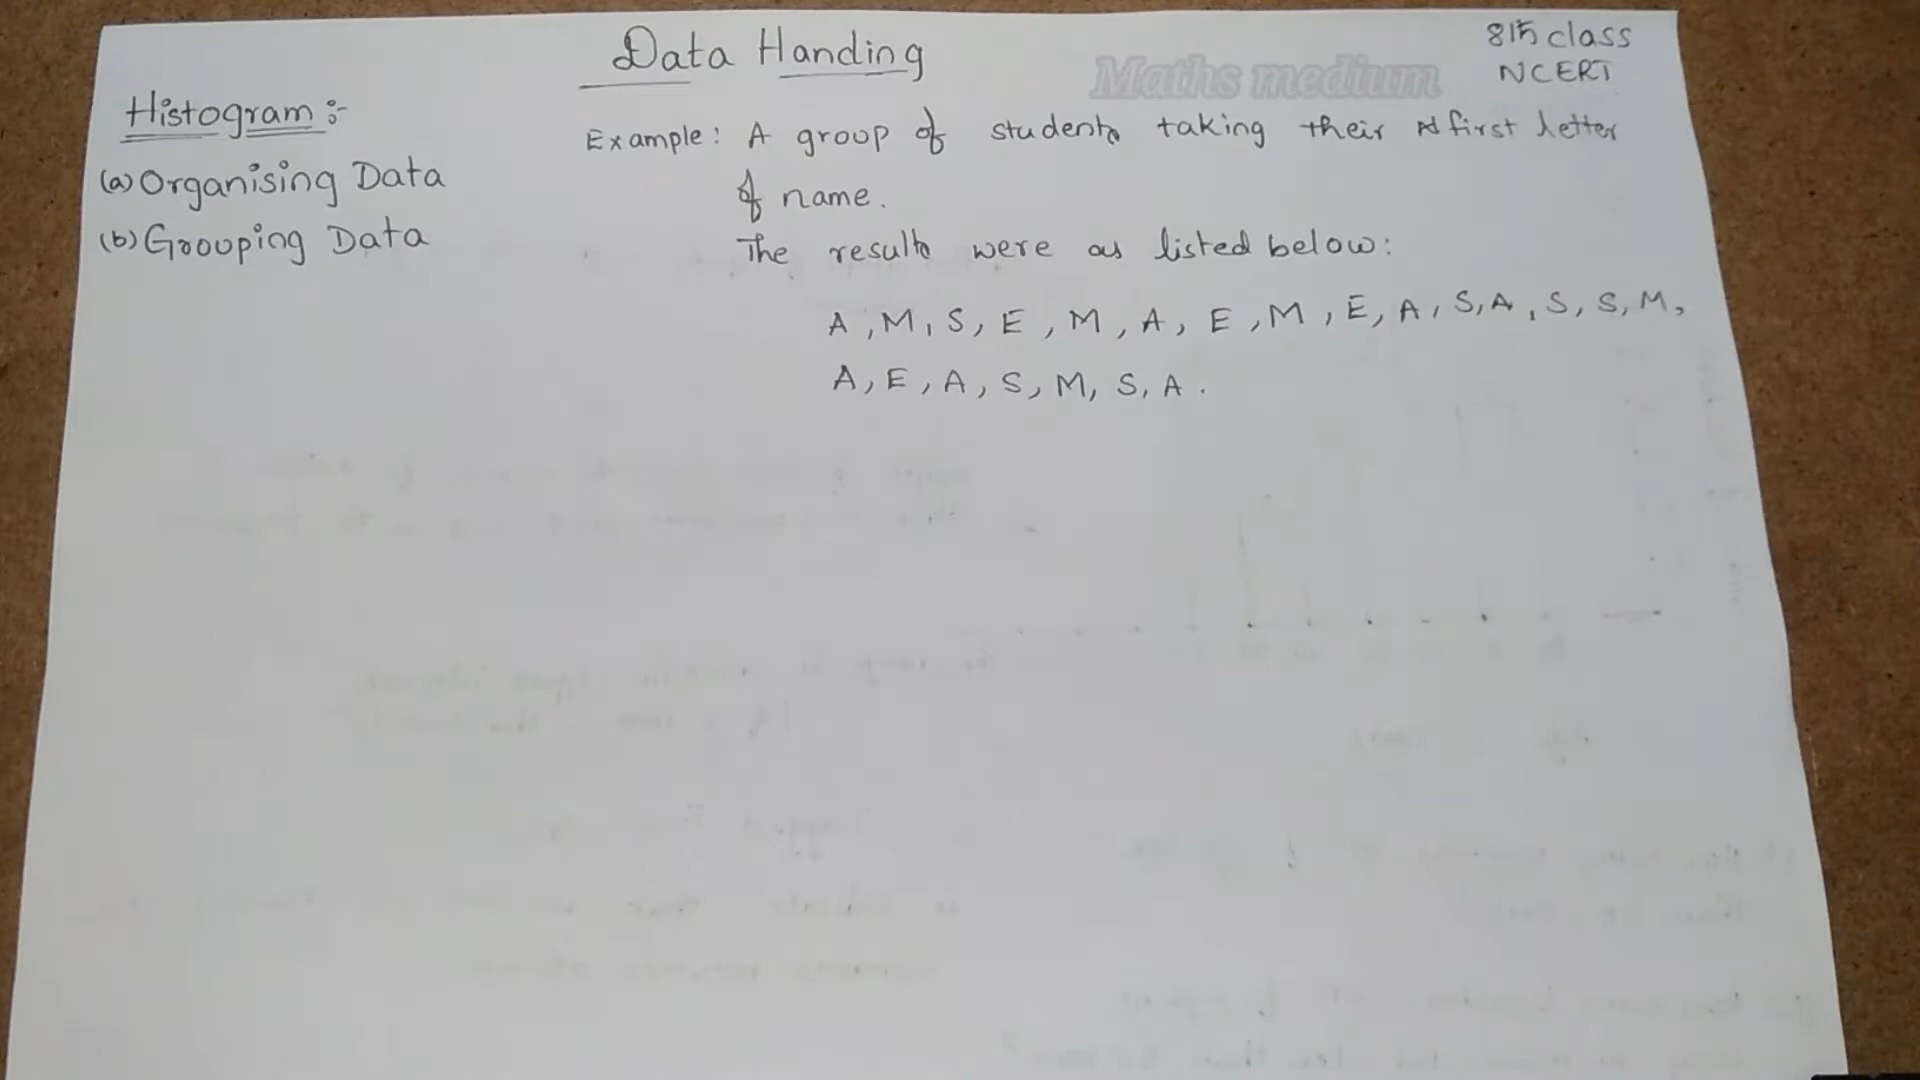 Data Handing
Maths medium
8th class
NCERT
Histogram :-
(a) Organising Data
(b) Grouping Data
Example: A group of students taking their first letter
of name.
The results were as listed below:
A, M, S, E, M, A, E, M, E, A, S, A, S, S, M,
A, E, A, S, M, S, A.